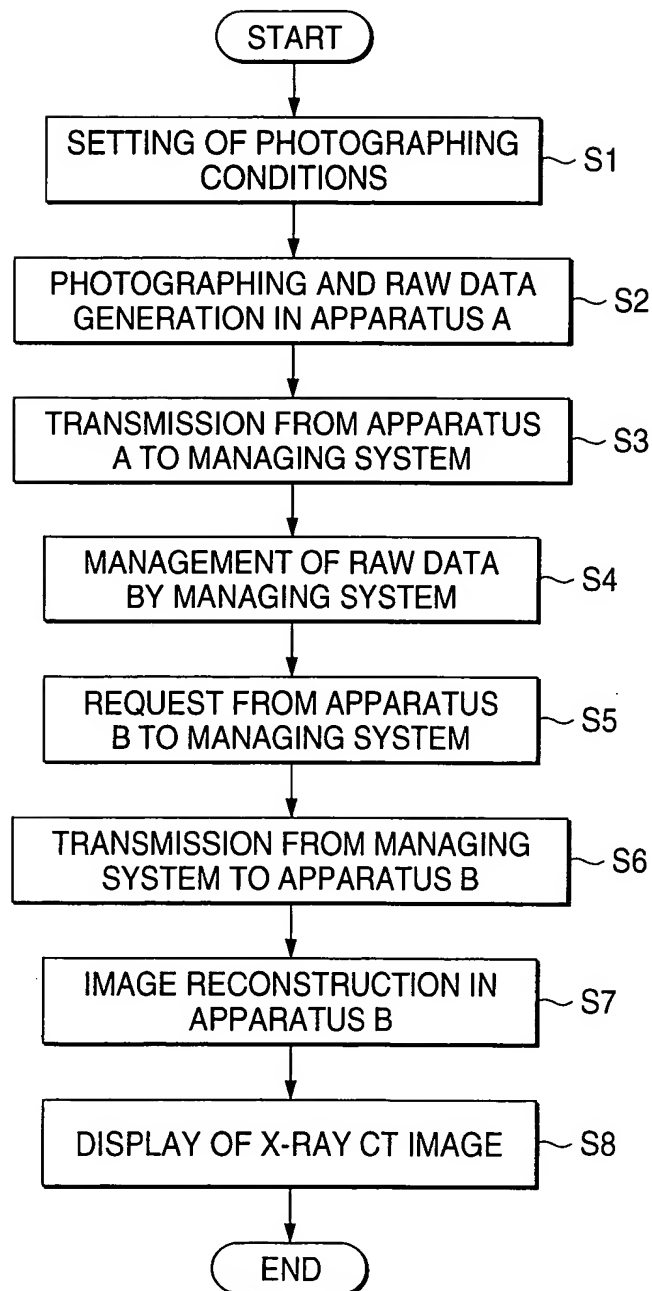 START
SETTING OF PHOTOGRAPHING
CONDITIONS
S1
PHOTOGRAPHING AND RAW DATA
GENERATION IN APPARATUS A
S2
TRANSMISSION FROM APPARATUS
A TO MANAGING SYSTEM
S3
MANAGEMENT OF RAW DATA
BY MANAGING SYSTEM
S4
REQUEST FROM APPARATUS
B TO MANAGING SYSTEM
S5
TRANSMISSION FROM MANAGING
SYSTEM TO APPARATUS B
S6
IMAGE RECONSTRUCTION IN
APPARATUS B
S7
DISPLAY OF X-RAY CT IMAGE
S8
END